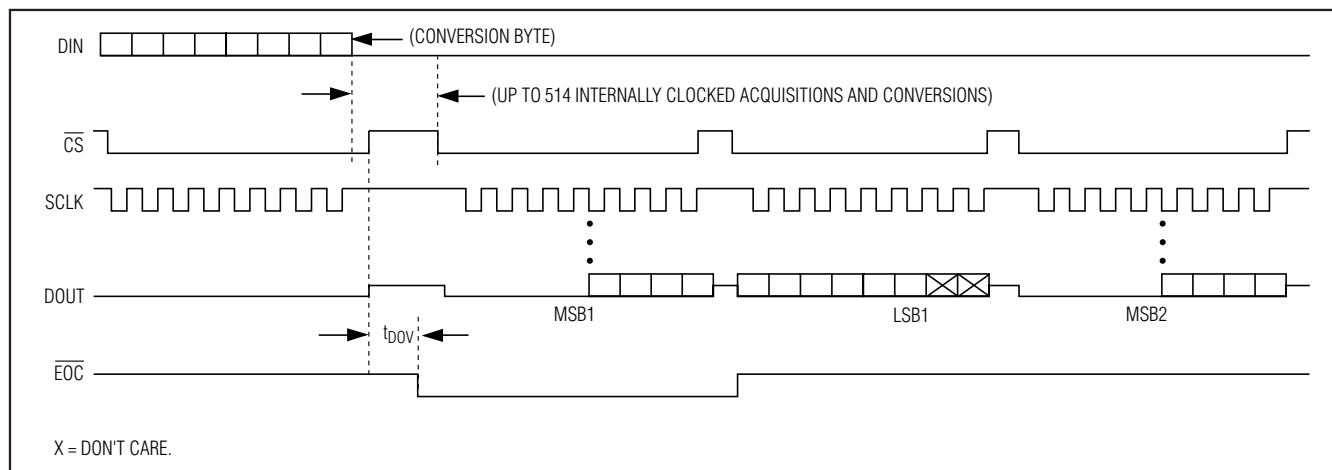 DIN
(CONVERSION BYTE)
(UP TO 514 INTERNALLY CLOCKED ACQUISITIONS AND CONVERSIONS)
CS
SCLK
DOUT
MSB1
LSB1
MSB2
tDOV
EOC
X = DON'T CARE.